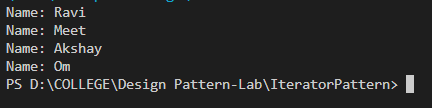 Name: Ravi
Name: Meet
Name: Akshay
Name: Om
PS D:\COLLEGE\Design Pattern-Lab\IteratorPattern>